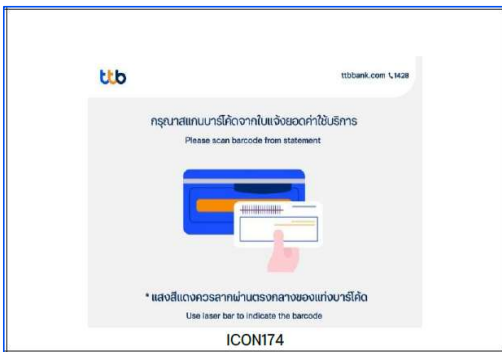 ttb
ttbbank.com 1428
กรุณาสแกนบาร์โค้ดจากใบแจ้งยอดค่าใช้บริการ
Please scan barcode from statement
* แสงสีแดงควรลากผ่านตรงกลางของแท่งบาร์โค้ด
Use laser bar to indicate the barcode
ICON174